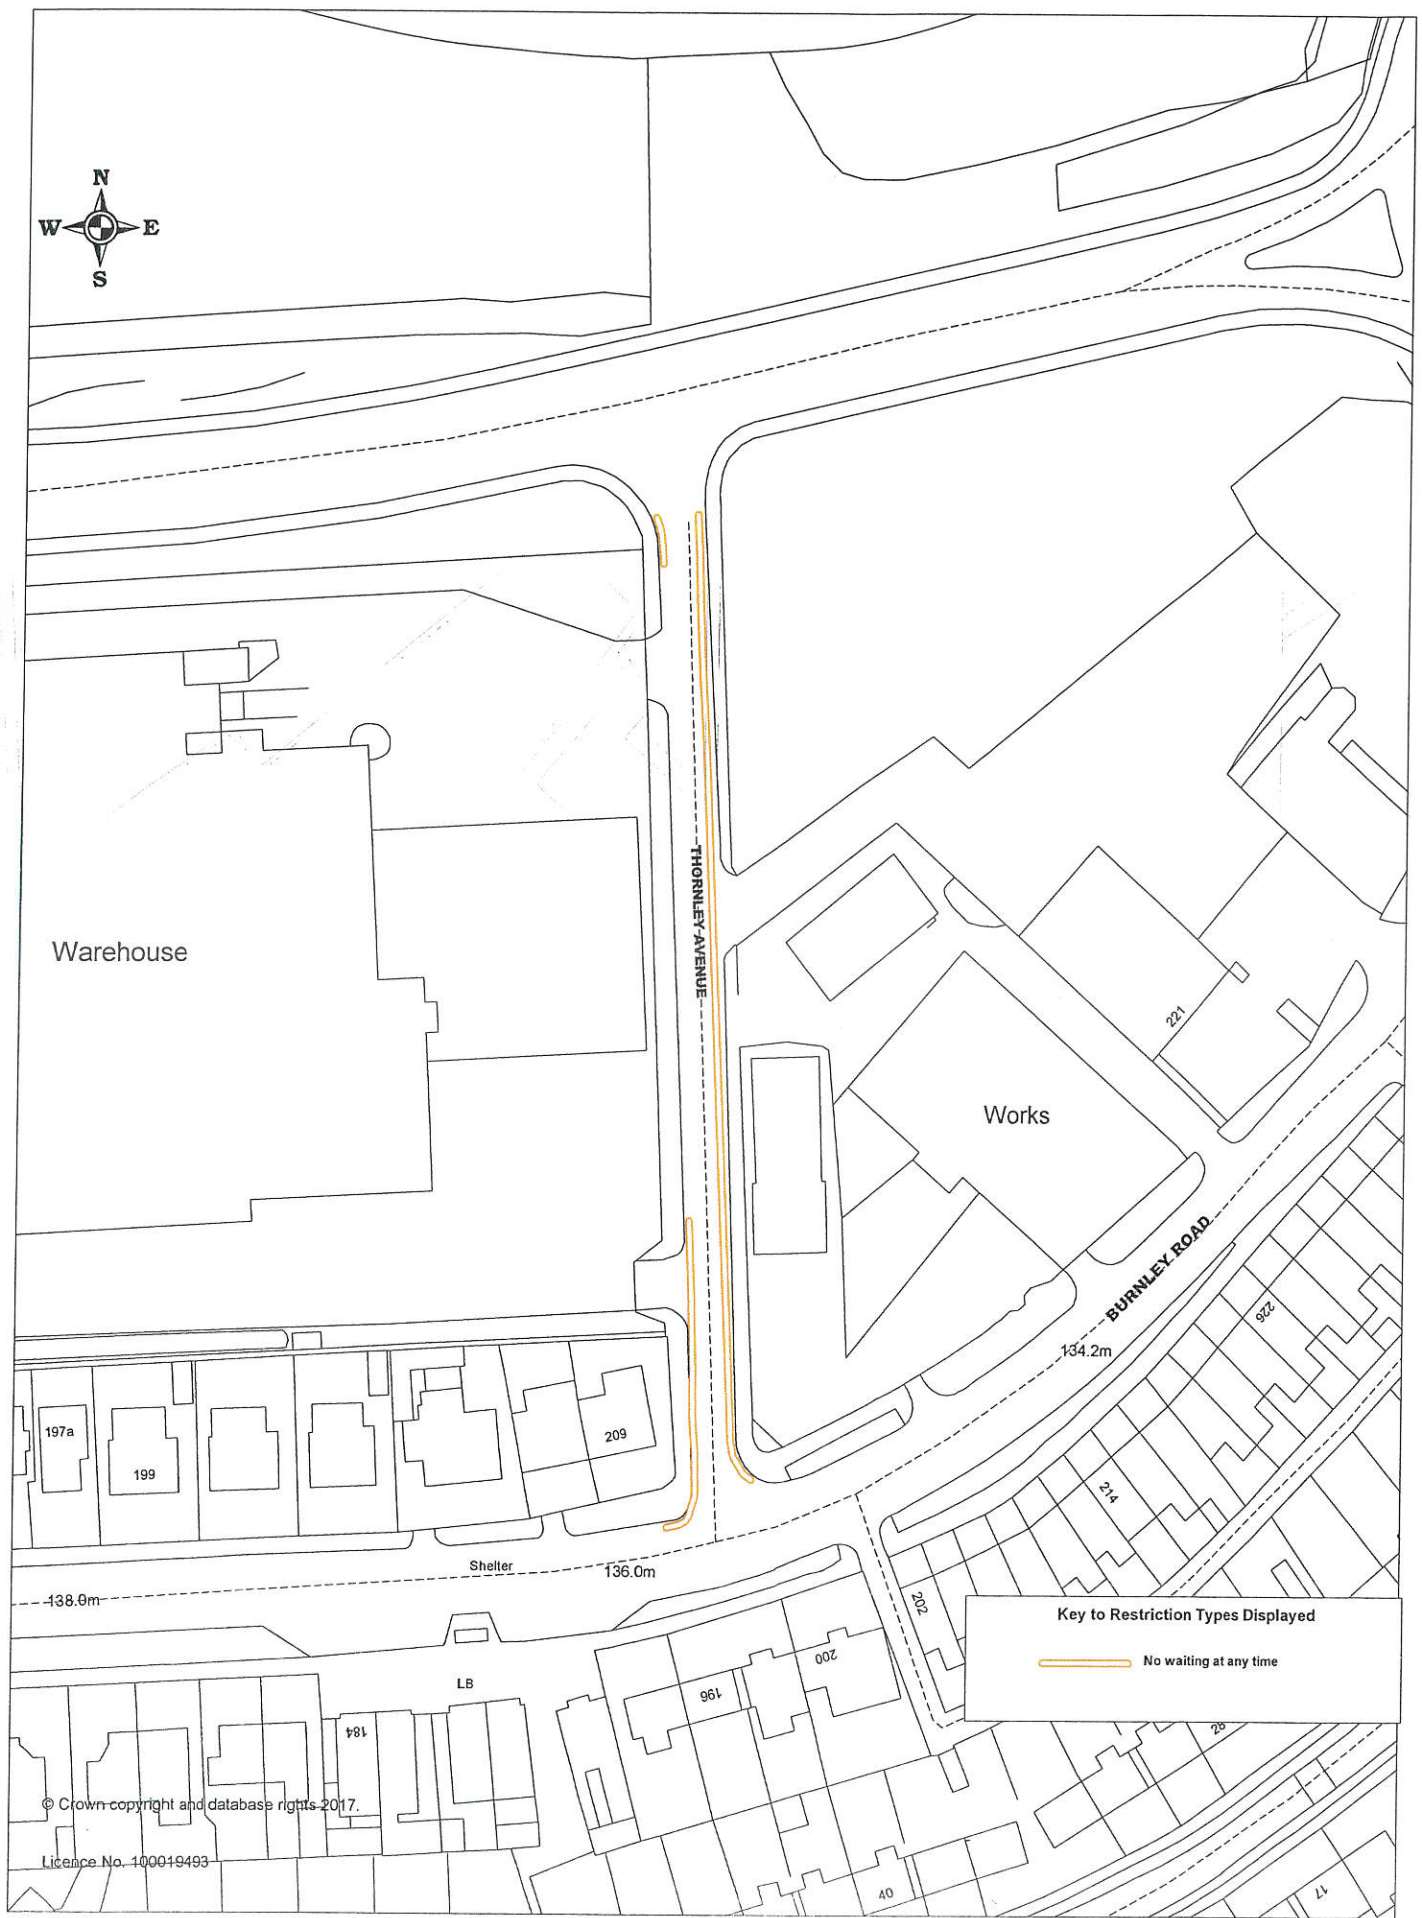 N
W E
S
THORNLEY AVENUE
Warehouse
221
Works
BURNLEY ROAD
226
134.2m
197a
199
209
214
Shelter
136.0m
138.0m
202
Key to Restriction Types Displayed
No waiting at any time
200
196
LB
184
28
© Crown copyright and database rights 2017.
Licence No. 100019493
40
17